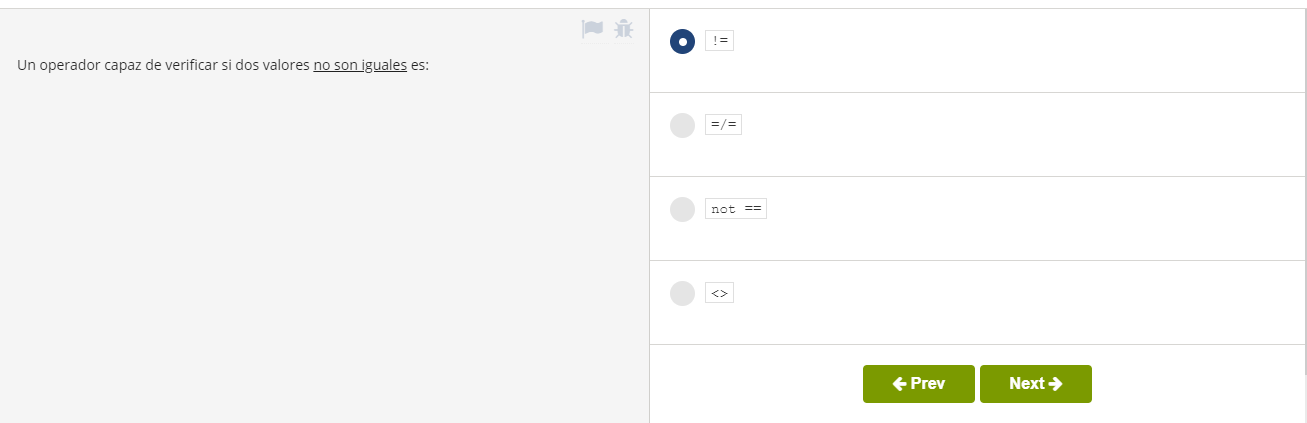 Un operador capaz de verificar si dos valores no son iguales es:
!=
=/=
not ==
<>
Prev
Next